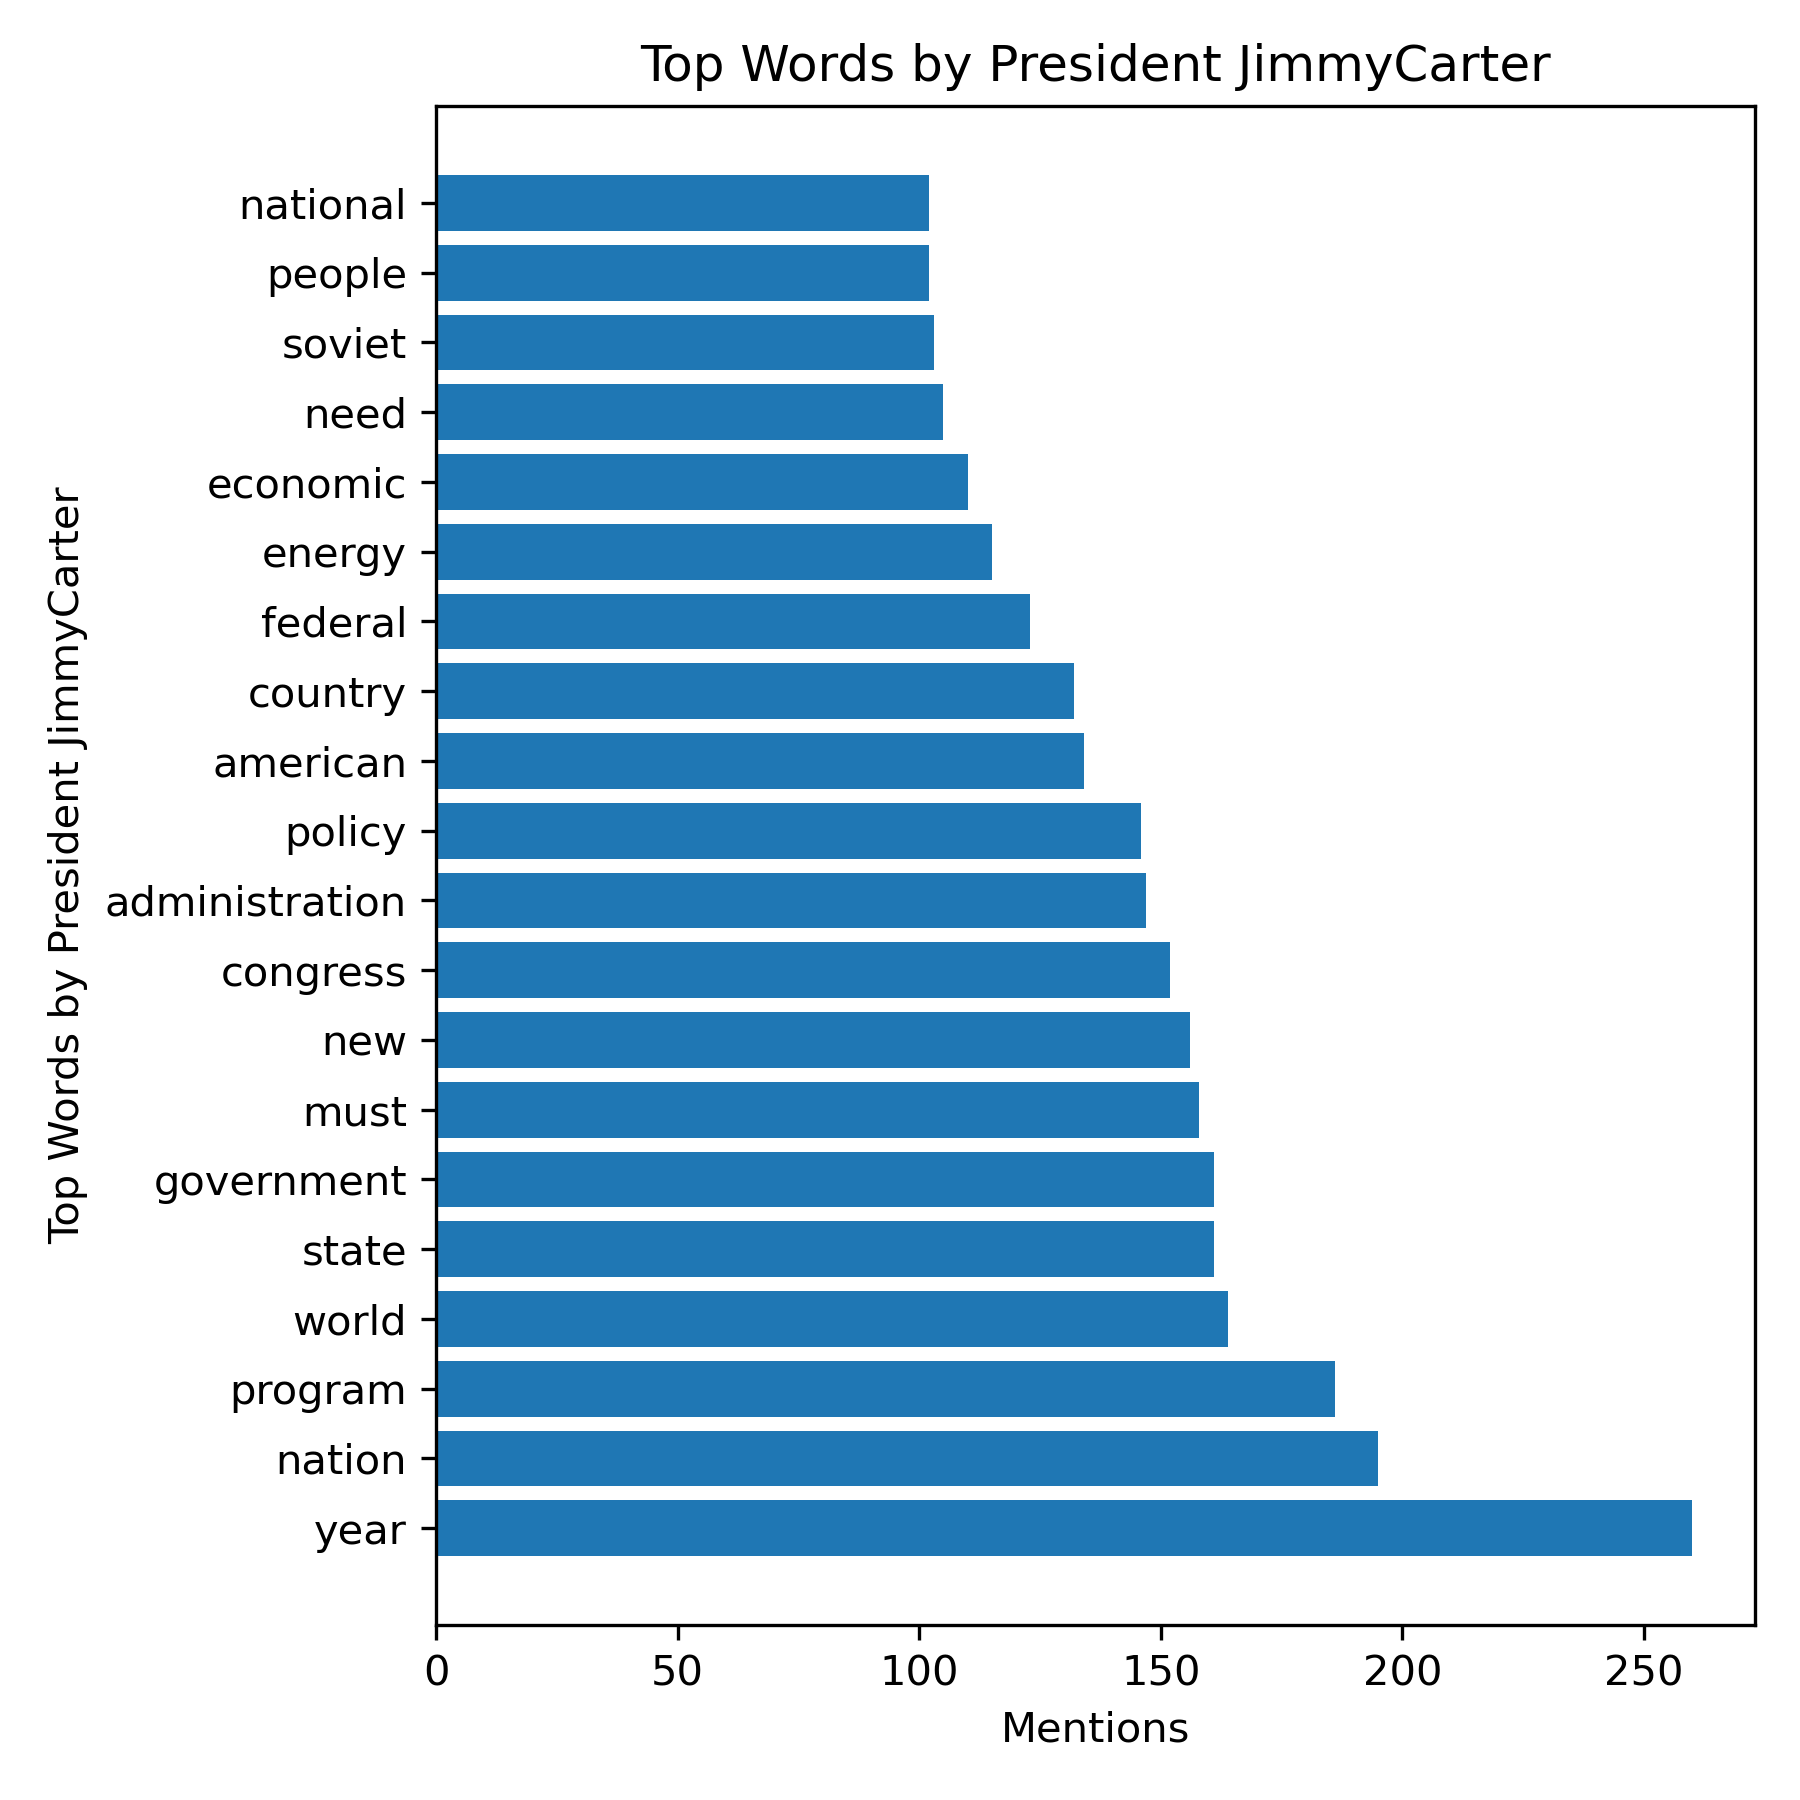 Top Words by President JimmyCarter
Top Words by President JimmyCarter
national
people
soviet
need
economic
energy
federal
country
american
policy
administration
congress
new
must
government
state
world
program
nation
year
0 50 100 150 200 250
Mentions